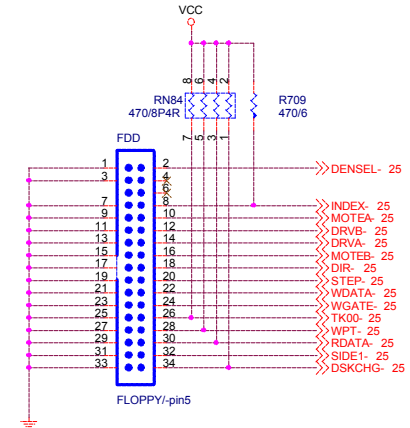 VCC
8 6 4 2
RN84
470/8P4R
R709
470/6
7 5 3 1
FDD
1 2 DENSEL- 25
3 4
6
7 8 INDEX- 25
9 10 MOTEA- 25
11 12 DRVB- 25
13 14 DRVA- 25
15 16 MOTEB- 25
17 18 DIR- 25
19 20 STEP- 25
21 22 WDATA- 25
23 24 WGATE- 25
25 26 TK00- 25
27 28 WPT- 25
29 30 RDATA- 25
31 32 SIDE1- 25
33 34 DSKCHG- 25
FLOPPY/-pin5